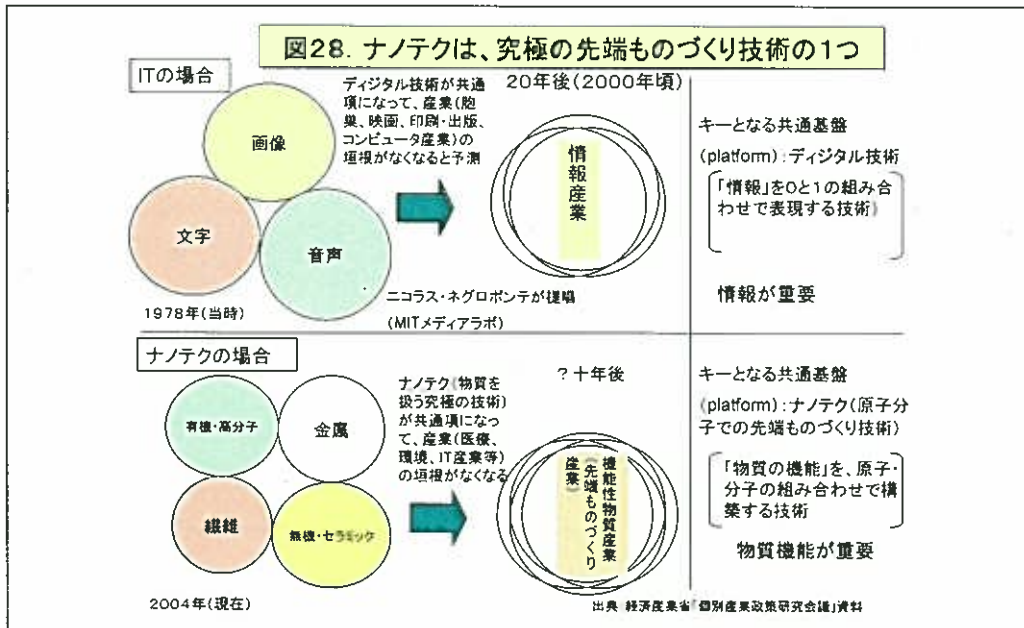 図28. ナノテクは、究極の先端ものづくり技術の1つ
ITの場合
画像
文字
音声
1978年(当時)
ディジタル技術が共通
項になって、産業(
、映画、印刷・出版、
コンピュータ産業)の
垣根がなくなると予測
20年後(2000年頃)
情報産業
ニコラス・ネグロポンテが提唱
(MITメディアラボ)
キーとなる共通基盤
(platform):ディジタル技術
「情報」を0と1の組み合
わせで表現する技術
情報が重要
ナノテクの場合
有機・高分子
金属
繊維
無機・セラミック
2004年(現在)
ナノテク(物質を
扱う究極の技術)
が共通項になっ
て、産業(医療、
環境、IT産業等)
の垣根がなくなる
?十年後
機能性物質産業
(先端ものづくり
産業)
キーとなる共通基盤
(platform):ナノテク(原子分
子での先端ものづくり技術)
「物質の機能」を、原子・
分子の組み合わせで構
築する技術
物質機能が重要
出典 経済産業省「個別産業政策研究会議」資料